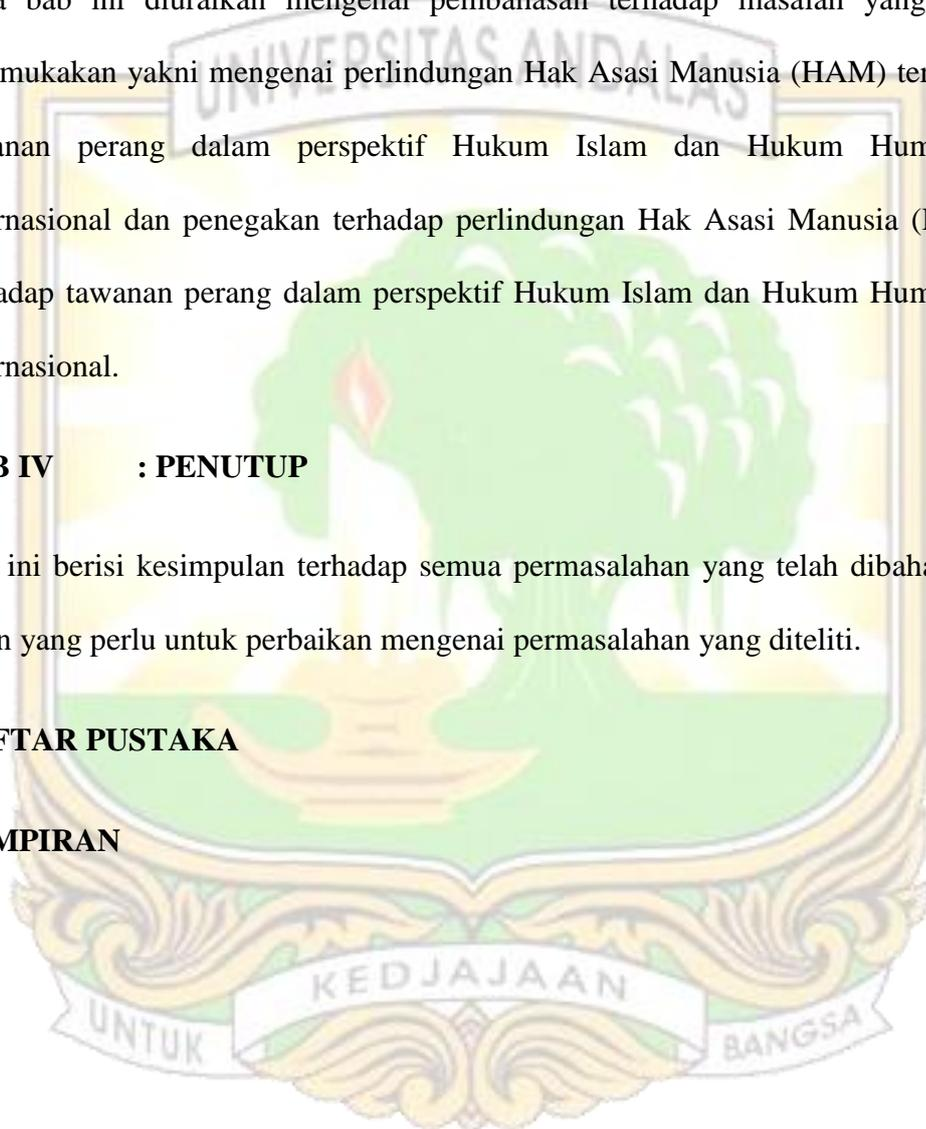 a bab ini diuraikan mengenai pembahasan terhadap masalah yang
UNIVERSITAS ANDALAS
mukakan yakni mengenai perlindungan Hak Asasi Manusia (HAM) ter
anan perang dalam perspektif Hukum Islam dan Hukum Hum
rnasional dan penegakan terhadap perlindungan Hak Asasi Manusia (
adap tawanan perang dalam perspektif Hukum Islam dan Hukum Hum
rnasional.
B IV : PENUTUP
ini berisi kesimpulan terhadap semua permasalahan yang telah dibaha
n yang perlu untuk perbaikan mengenai permasalahan yang diteliti.
FTAR PUSTAKA
MPIRAN
UNTUK KEDJAJAAN BANGSA